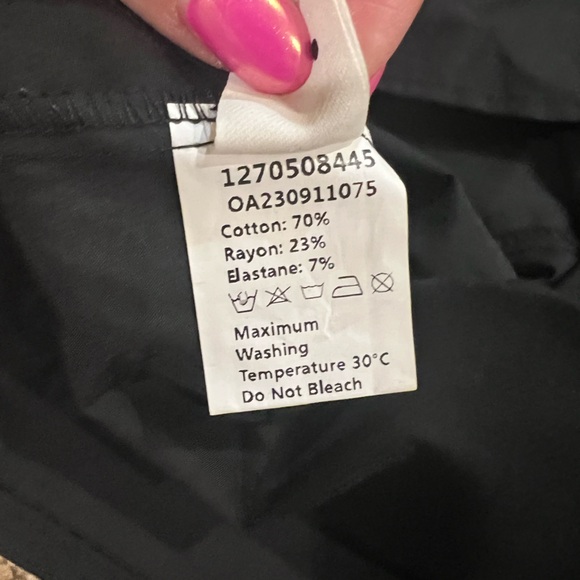 1270508445
OA230911075
Cotton: 70%
Rayon: 23%
Elastane: 7%
Maximum
Washing
Temperature 30°C
Do Not Bleach